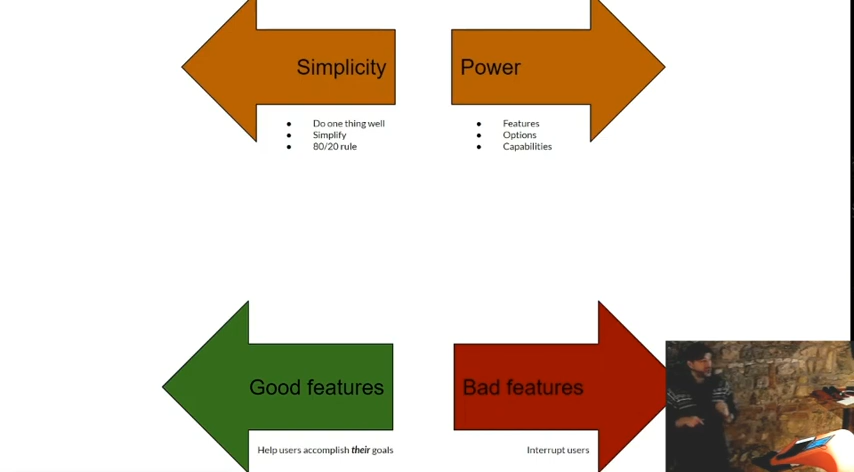 Simplicity
Power
● Do one thing well
● Simplify
● 80/20 rule
● Features
● Options
● Capabilities
Good features
Bad features
Help users accomplish their goals
Interrupt users